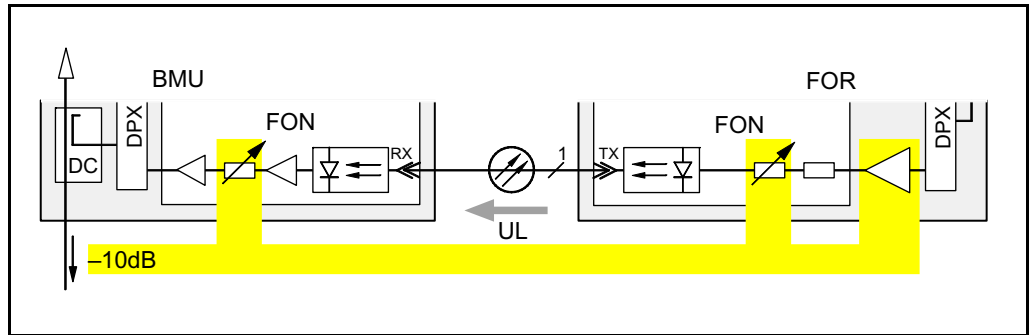 BMU
FOR
DPX
FON
FON
DPX
DC
RX
1
TX
UL
–10dB